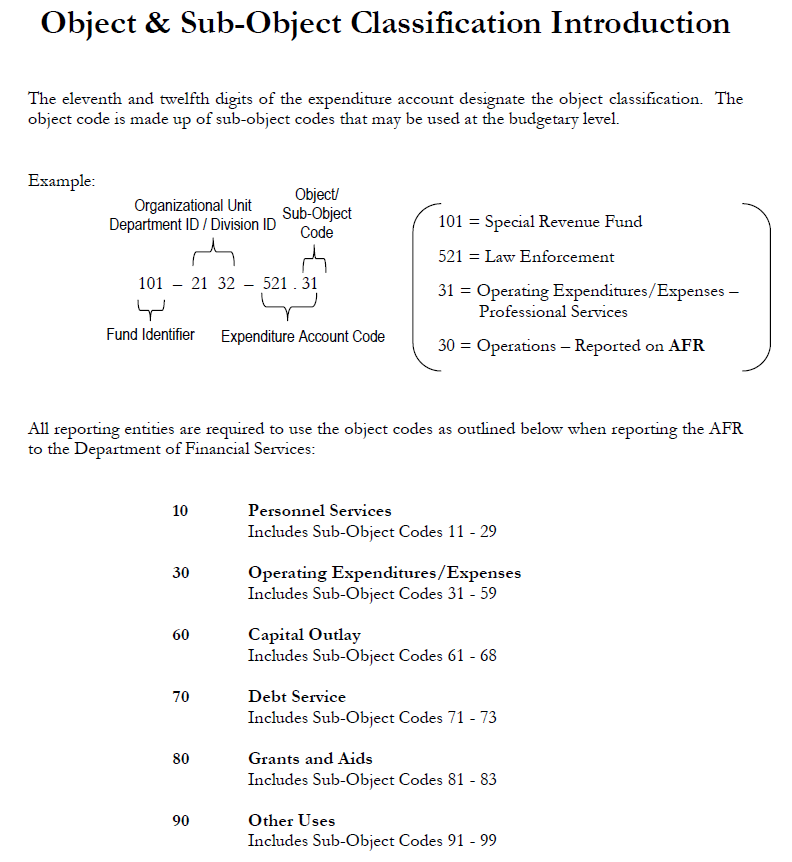 Object & Sub-Object Classification Introduction
The eleventh and twelfth digits of the expenditure account designate the object classification. The
object code is made up of sub-object codes that may be used at the budgetary level.
Example:
Organizational Unit
Department ID / Division ID
Object/
Sub-Object
Code
101 – 21 32 – 521 . 31
Fund Identifier
Expenditure Account Code
101 = Special Revenue Fund
521 = Law Enforcement
31 = Operating Expenditures/Expenses –
Professional Services
30 = Operations – Reported on AFR
All reporting entities are required to use the object codes as outlined below when reporting the AFR
to the Department of Financial Services:
10 Personnel Services
Includes Sub-Object Codes 11 - 29
30 Operating Expenditures/Expenses
Includes Sub-Object Codes 31 - 59
60 Capital Outlay
Includes Sub-Object Codes 61 - 68
70 Debt Service
Includes Sub-Object Codes 71 - 73
80 Grants and Aids
Includes Sub-Object Codes 81 - 83
90 Other Uses
Includes Sub-Object Codes 91 - 99